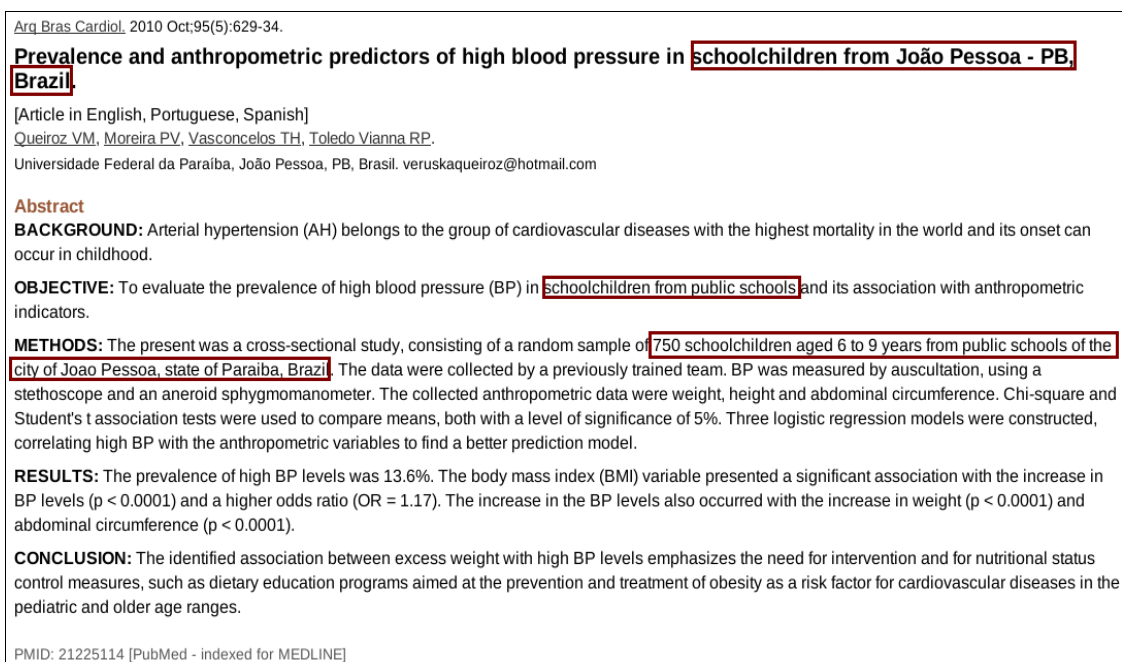 Arq Bras Cardiol. 2010 Oct;95(5):629-34.
Prevalence and anthropometric predictors of high blood pressure in schoolchildren from João Pessoa - PB,
Brazil.
[Article in English, Portuguese, Spanish]
Queiroz VM, Moreira PV, Vasconcelos TH, Toledo Vianna RP.
Universidade Federal da Paraíba, João Pessoa, PB, Brasil. veruskaqueiroz@hotmail.com
Abstract
BACKGROUND: Arterial hypertension (AH) belongs to the group of cardiovascular diseases with the highest mortality in the world and its onset can
occur in childhood.
OBJECTIVE: To evaluate the prevalence of high blood pressure (BP) in schoolchildren from public schools and its association with anthropometric
indicators.
METHODS: The present was a cross-sectional study, consisting of a random sample of 750 schoolchildren aged 6 to 9 years from public schools of the
city of Joao Pessoa, state of Paraiba, Brazil. The data were collected by a previously trained team. BP was measured by auscultation, using a
stethoscope and an aneroid sphygmomanometer. The collected anthropometric data were weight, height and abdominal circumference. Chi-square and
Student's t association tests were used to compare means, both with a level of significance of 5%. Three logistic regression models were constructed,
correlating high BP with the anthropometric variables to find a better prediction model.
RESULTS: The prevalence of high BP levels was 13.6%. The body mass index (BMI) variable presented a significant association with the increase in
BP levels (p < 0.0001) and a higher odds ratio (OR = 1.17). The increase in the BP levels also occurred with the increase in weight (p < 0.0001) and
abdominal circumference (p < 0.0001).
CONCLUSION: The identified association between excess weight with high BP levels emphasizes the need for intervention and for nutritional status
control measures, such as dietary education programs aimed at the prevention and treatment of obesity as a risk factor for cardiovascular diseases in the
pediatric and older age ranges.
PMID: 21225114 [PubMed - indexed for MEDLINE]